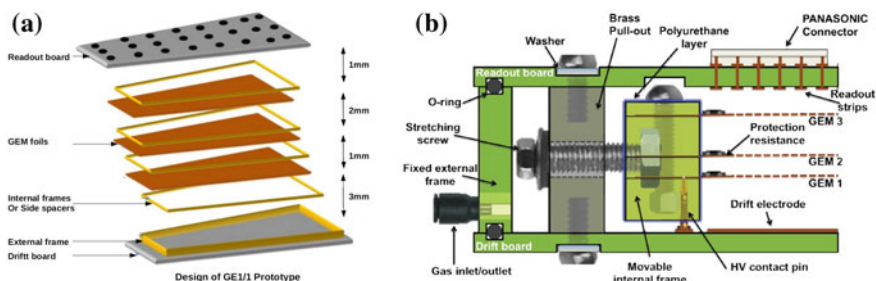 (a)
Readout board
1mm
2mm
GEM foils
1mm
Internal frames
Or Side spacers
3mm
External frame
Driftt board
Design of GE1/1 Prototype
(b)
Washer
Brass
Pull-out
Polyurethane
layer
PANASONIC
Connector
Readout board
O-ring
Readout
strips
GEM 3
Stretching
screw
Protection
resistance
GEM 2
Fixed external
frame
GEM 1
Drift electrode
Drift board
Gas inlet/outlet
Movable
internal frame
HV contact pin